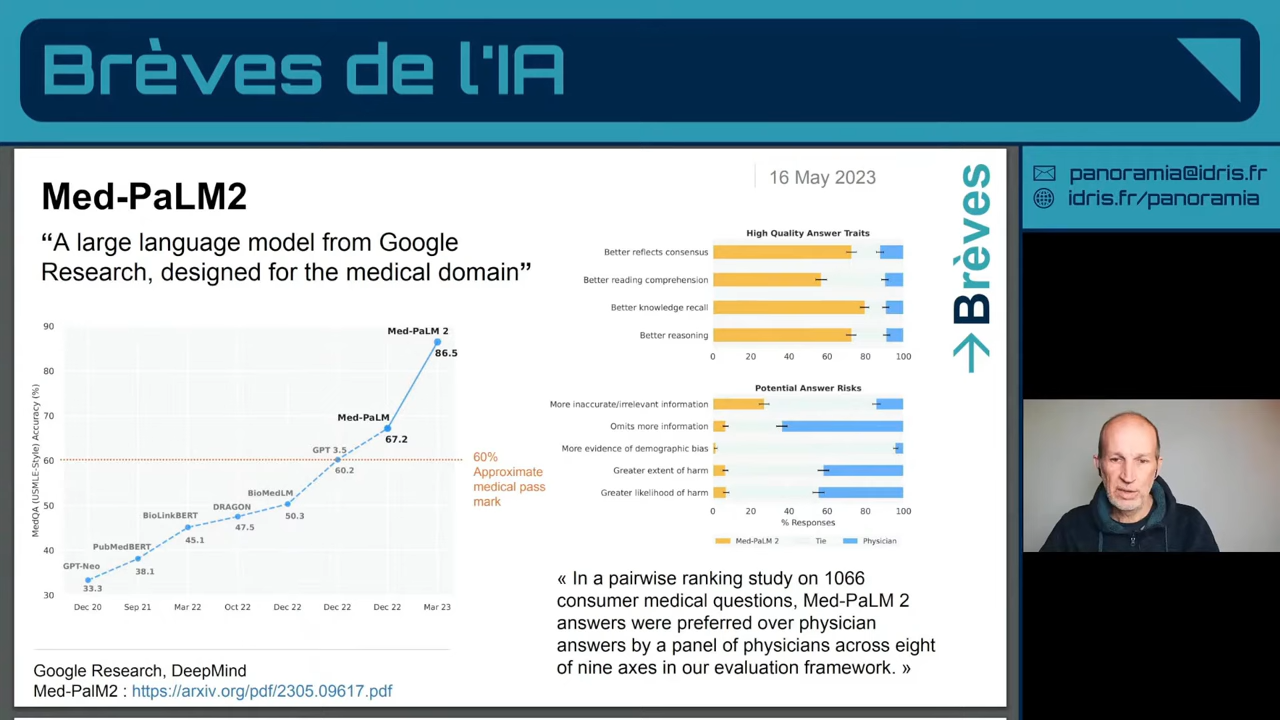 Brèves de l'IA
panoramia@idris.fr
idris.fr/panoramia
Med-PaLM2
16 May 2023
“A large language model from Google
Research, designed for the medical domain”
→Brèves
MedQA (USMLE-Style) Accuracy (%)
90
80
70
60
50
40
30
GPT-Neo
33.3
PubMedBERT
38.1
BioLinkBERT
45.1
DRAGON
47.5
BioMedLM
50.3
GPT 3.5
60.2
Med-PaLM
67.2
Med-PaLM 2
86.5
Dec 20 Sep 21 Mar 22 Oct 22 Dec 22 Dec 22 Dec 22 Mar 23
60%
Approximate
medical pass
mark
High Quality Answer Traits
Better reflects consensus
Better reading comprehension
Better knowledge recall
Better reasoning
0 20 40 60 80 100
Potential Answer Risks
More inaccurate/irrelevant information
Omits more information
More evidence of demographic bias
Greater extent of harm
Greater likelihood of harm
0 20 40 60 80 100
% Responses
Med-PaLM 2 Tie Physician
« In a pairwise ranking study on 1066
consumer medical questions, Med-PaLM 2
answers were preferred over physician
answers by a panel of physicians across eight
of nine axes in our evaluation framework. »
Google Research, DeepMind
Med-PalM2 : https://arxiv.org/pdf/2305.09617.pdf